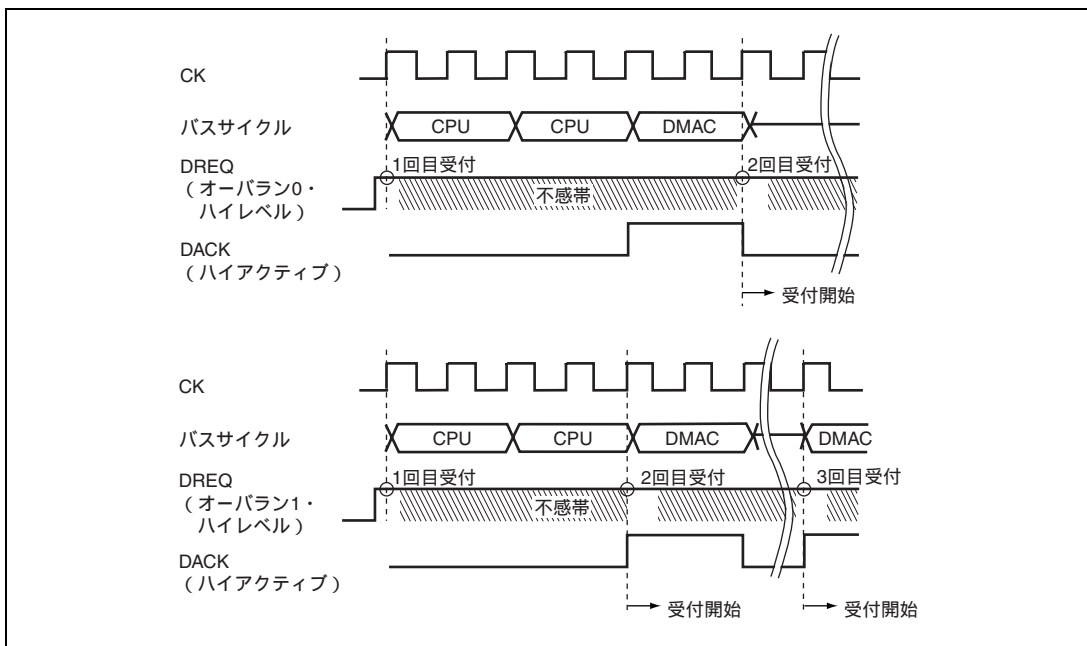 CK
バスサイクル
CPU
CPU
DMAC
DREQ
（オーバラン0・
ハイレベル）
1回目受付
不感帯
2回目受付
DACK
（ハイアクティブ）
受付開始
CK
バスサイクル
CPU
CPU
DMAC
DMAC
DREQ
（オーバラン1・
ハイレベル）
1回目受付
不感帯
2回目受付
3回目受付
DACK
（ハイアクティブ）
受付開始
受付開始